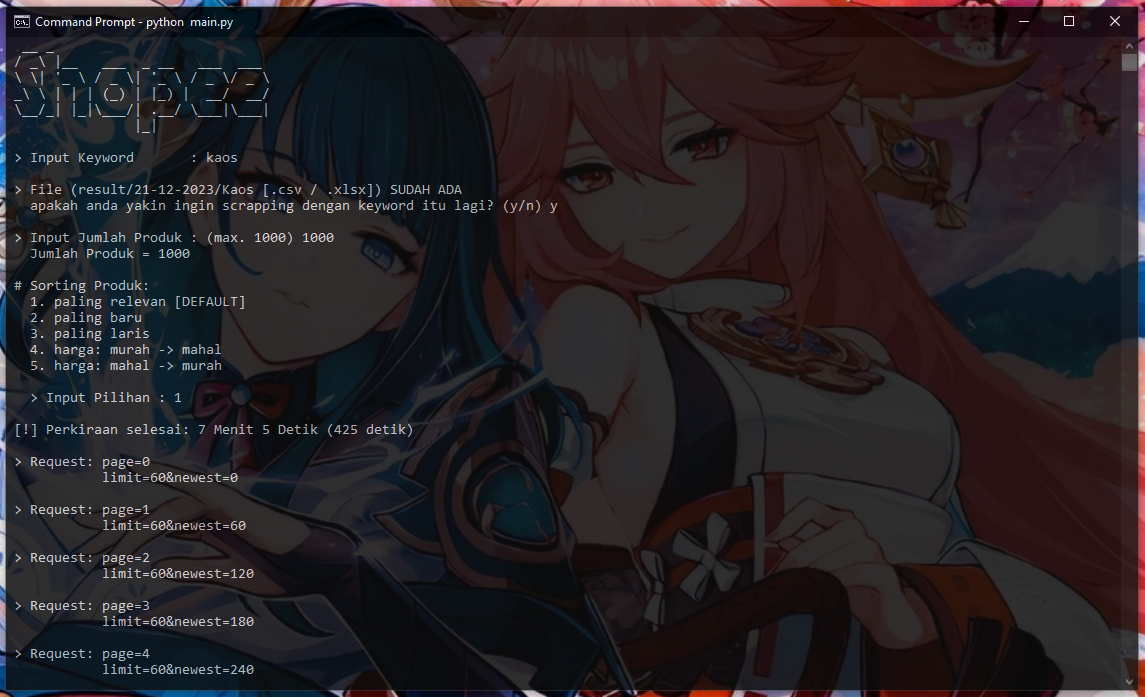 Command Prompt - python main.py
Shopez
> Input Keyword       : kaos
> File (result/21-12-2023/Kaos [.csv / .xlsx]) SUDAH ADA
apakah anda yakin ingin scrapping dengan keyword itu lagi? (y/n) y
> Input Jumlah Produk : (max. 1000) 1000
Jumlah Produk = 1000
# Sorting Produk:
1. paling relevan [DEFAULT]
2. paling baru
3. paling laris
4. harga: murah -> mahal
5. harga: mahal -> murah
> Input Pilihan : 1
[!] Perkiraan selesai: 7 Menit 5 Detik (425 detik)
> Request: page=0
limit=60&newest=0
> Request: page=1
limit=60&newest=60
> Request: page=2
limit=60&newest=120
> Request: page=3
limit=60&newest=180
> Request: page=4
limit=60&newest=240